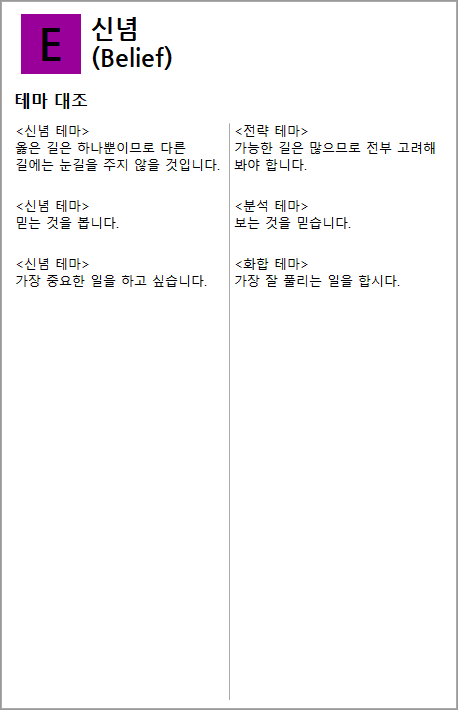 E
신념
(Belief)
테마 대조
<신념 테마>
옳은 길은 하나뿐이므로 다른
길에는 눈길을 주지 않을 것입니다.
<전략 테마>
가능한 길은 많으므로 전부 고려해
봐야 합니다.
<신념 테마>
믿는 것을 봅니다.
<분석 테마>
보는 것을 믿습니다.
<신념 테마>
가장 중요한 일을 하고 싶습니다.
<화합 테마>
가장 잘 풀리는 일을 합시다.